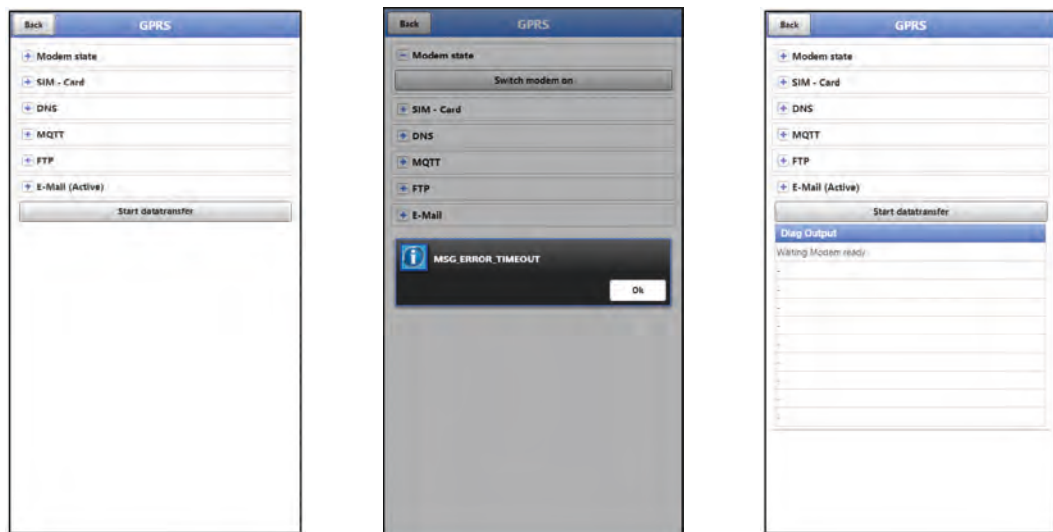 Back GPRS
+ Modem state
+ SIM - Card
+ DNS
+ MQTT
+ FTP
+ E-Mail (Active)
Start datatransfer
Back GPRS
- Modem state
Switch modem on
+ SIM - Card
+ DNS
+ MQTT
+ FTP
+ E-Mail
i MSG_ERROR_TIMEOUT
Ok
Back GPRS
+ Modem state
+ SIM - Card
+ DNS
+ MQTT
+ FTP
+ E-Mail (Active)
Start datatransfer
Diag Output
Waiting Modem ready
-
-
-
-
-
-
-
-
-